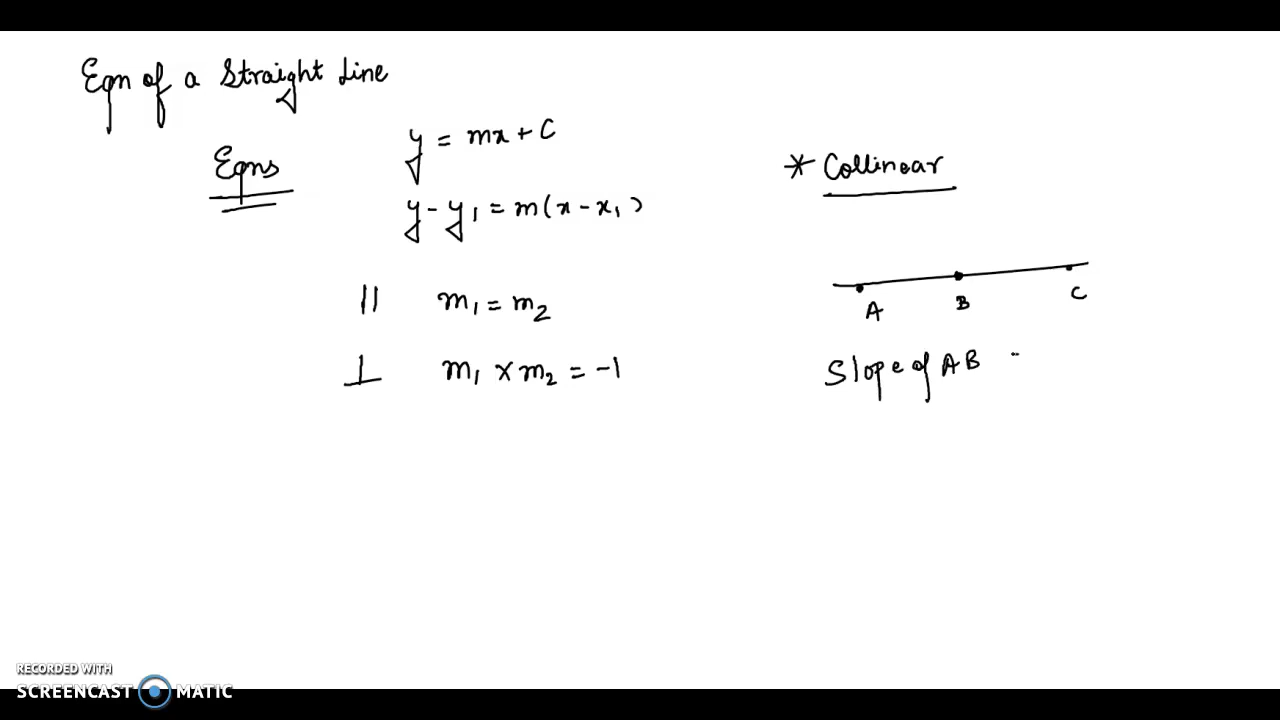 Eqn of a Straight Line
Eqns
y = mx + C
y - y₁ = m(x - x₁)
|| m₁ = m₂
⊥ m₁ × m₂ = -1
* Collinear
A B C
Slope of AB
RECORDED WITH
SCREENCAST MATIC